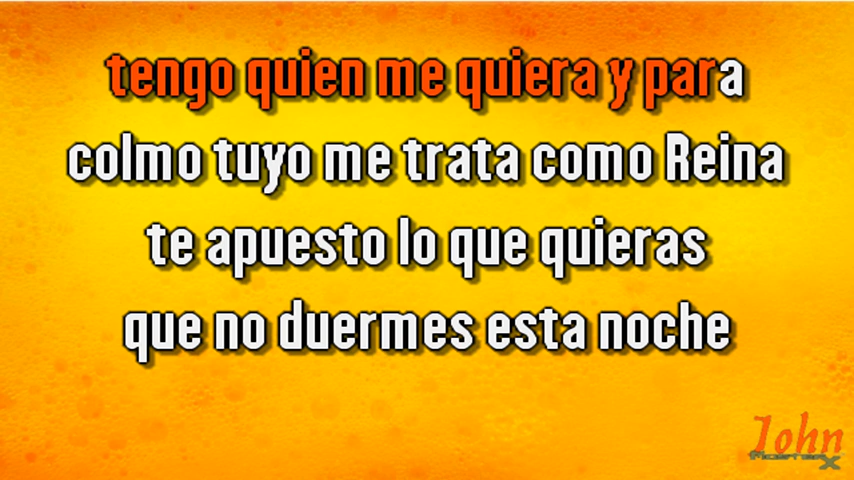 tengo quien me quiera y para
colmo tuyo me trata como Reina
te apuesto lo que quieras
que no duermes esta noche
John